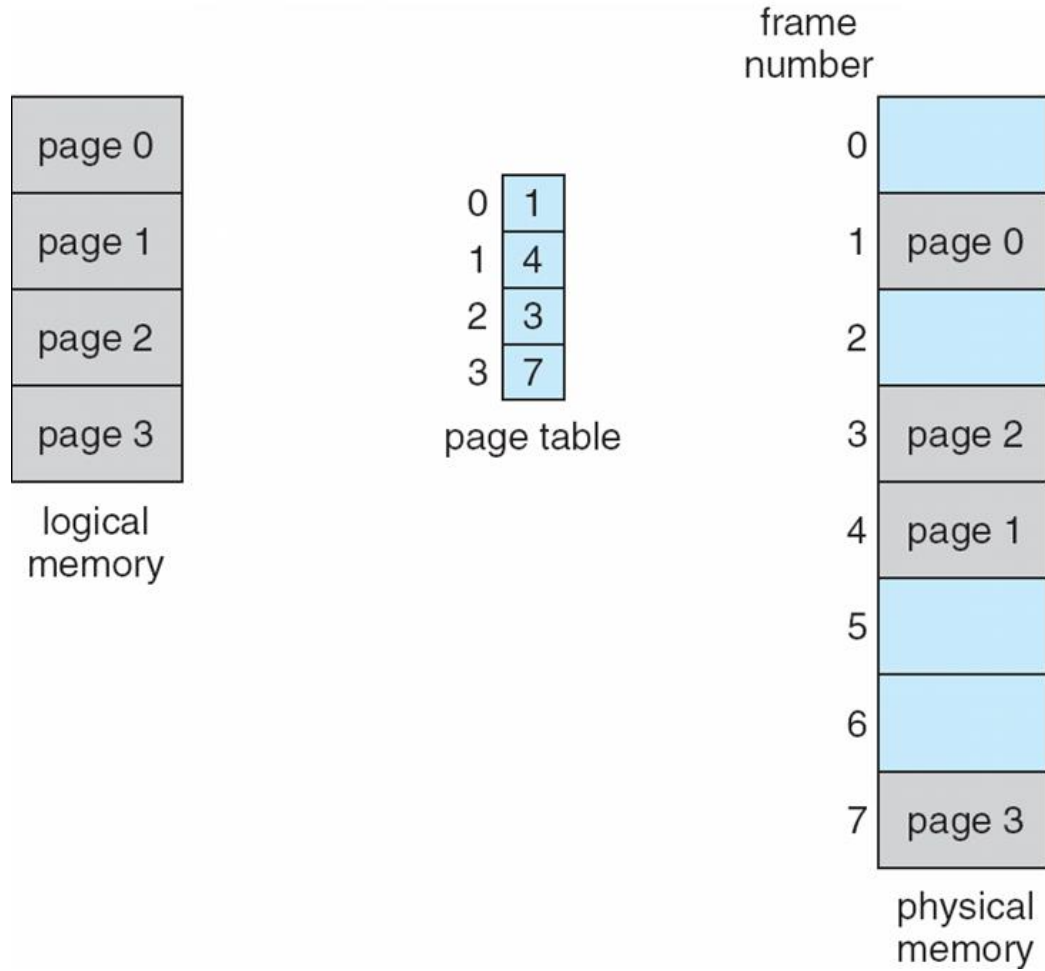 page 0
page 1
page 2
page 3
logical
memory
0 1
1 4
2 3
3 7
page table
frame
number
0
1 page 0
2
3 page 2
4 page 1
5
6
7 page 3
physical
memory